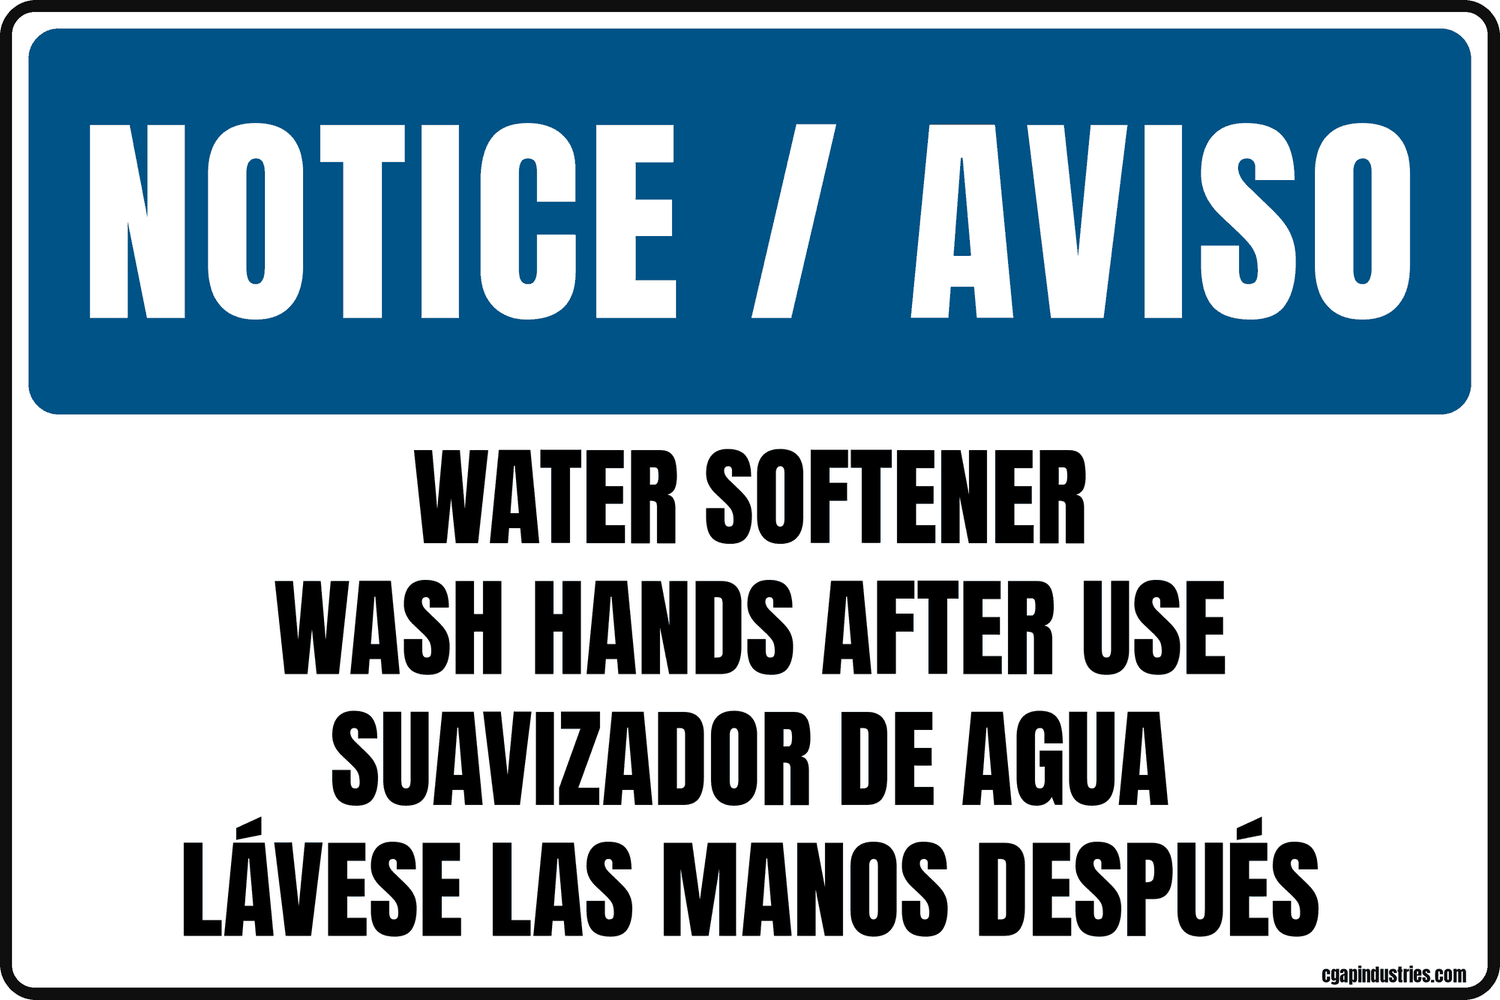 NOTICE / AVISO
WATER SOFTENER
WASH HANDS AFTER USE
SUAVIZADOR DE AGUA
LÁVESE LAS MANOS DESPUÉS
cgapindustries.com